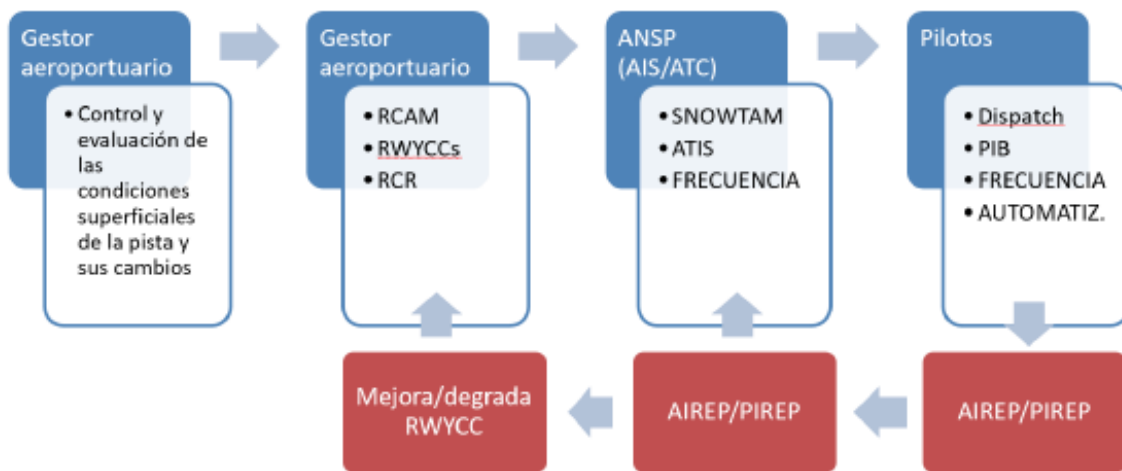 Gestor
aeroportuario
• Control y
evaluación de
las
condiciones
superficiales
de la pista y
sus cambios
Gestor
aeroportuario
• RCAM
• RWYCCs
• RCR
ANSP
(AIS/ATC)
• SNOWTAM
• ATIS
• FRECUENCIA
Pilotos
• Dispatch
• PIB
• FRECUENCIA
• AUTOMATIZ.
Mejora/degrada
RWYCC
AIREP/PIREP
AIREP/PIREP